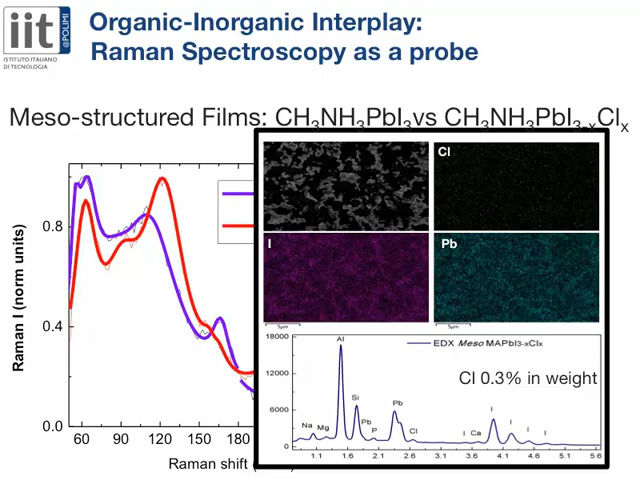 iit
@POLIMI
ISTITUTO ITALIANO
DI TECNOLOGIA
Organic-Inorganic Interplay:
Raman Spectroscopy as a probe
Meso-structured Films: CH3NH3PbI3vs CH3NH3PbI3-xClx
Cl
I
Pb
5µm
5µm
Raman I (norm units)
0.8
0.4
0.0
60 90 120 150 180
Raman shift (
18000
12000
6000
0
EDX Meso MAPbI3-xClx
Cl 0.3% in weight
Al
Si
Pb
Pb
Na
Mg
P
Cl
I
Ca
I
I
I
I
1.1 1.6 2.1 2.6 3.1 3.6 4.1 4.6 5.1 5.6